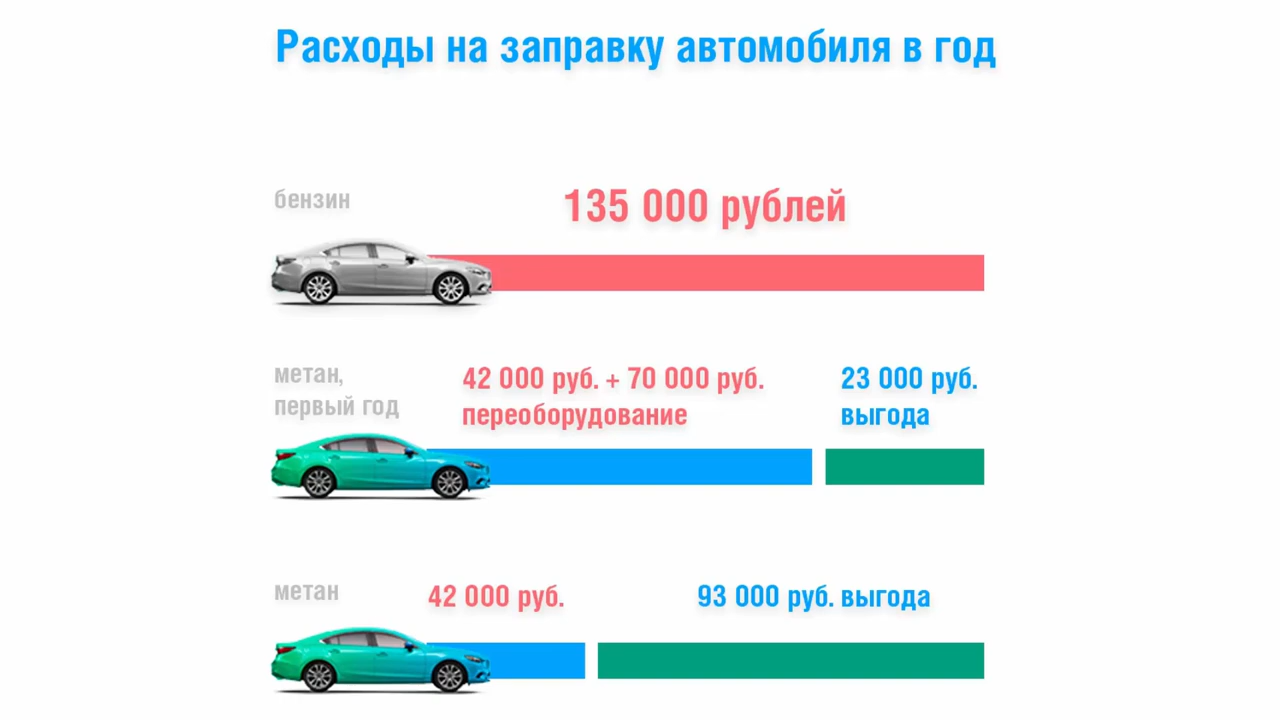 Расходы на заправку автомобиля в год
бензин
135 000 рублей
метан,
первый год
42 000 руб. + 70 000 руб.
переоборудование
23 000 руб.
выгода
метан
42 000 руб.
93 000 руб. выгода